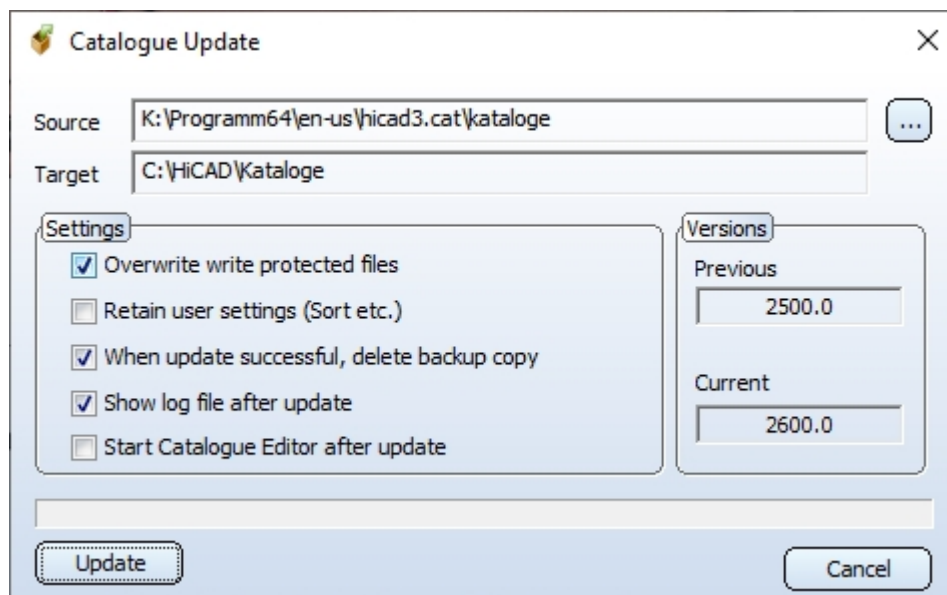 Catalogue Update
Source K:\Programm64\en-us\hicad3.cat\kataloge ...
Target C:\HiCAD\Kataloge
Settings
Overwrite write protected files
Retain user settings (Sort etc.)
When update successful, delete backup copy
Show log file after update
Start Catalogue Editor after update
Versions
Previous
2500.0
Current
2600.0
Update
Cancel